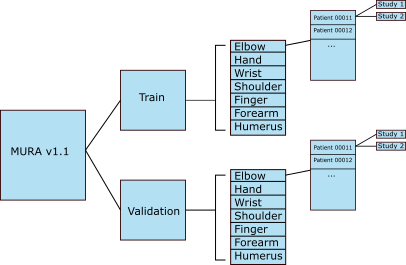 MURA v1.1
Train
Elbow
Hand
Wrist
Shoulder
Finger
Forearm
Humerus
Patient 00011
Patient 00012
...
Study 1
Study 2
Validation
Elbow
Hand
Wrist
Shoulder
Finger
Forearm
Humerus
Patient 00011
Patient 00012
...
Study 1
Study 2